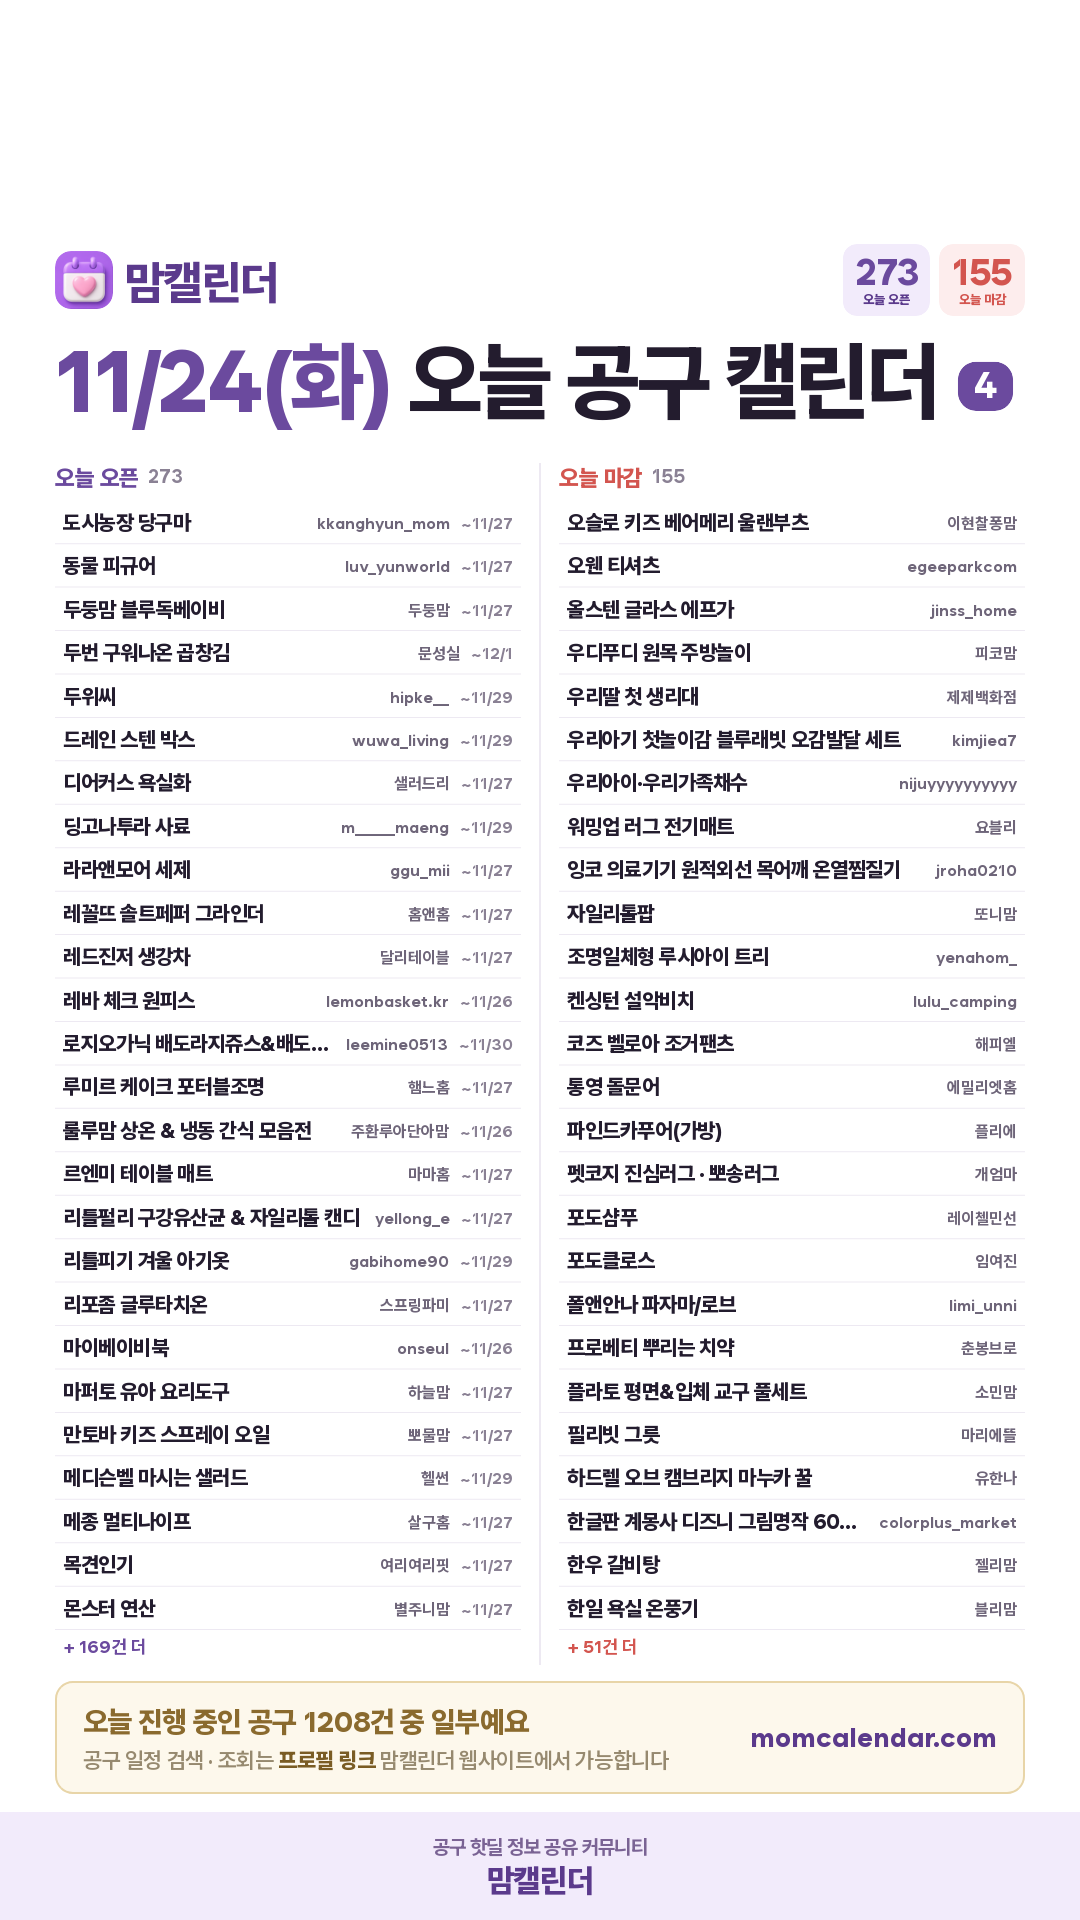 맘캘린더
273
오늘 오픈
155
오늘 마감
11/24(화) 오늘 공구 캘린더 4
오늘 오픈 273
도시농장 당구마 kkanghyun_mom ~11/27
동물 피규어 luv_yunworld ~11/27
두둥맘 블루독베이비 두둥맘 ~11/27
두번 구워나온 곱창김 문성실 ~12/1
두위씨 hipke__ ~11/29
드레인 스텐 박스 wuwa_living ~11/29
디어커스 욕실화 샐러드리 ~11/27
딩고나투라 사료 m_____maeng ~11/29
라라앤모어 세제 ggu_mii ~11/27
레꼴뜨 솔트페퍼 그라인더 홈앤홈 ~11/27
레드진저 생강차 달리테이블 ~11/27
레바 체크 원피스 lemonbasket.kr ~11/26
로지오가닉 배도라지쥬스&배도... leemine0513 ~11/30
루미르 케이크 포터블조명 햄느홈 ~11/27
룰루맘 상온 & 냉동 간식 모음전 주환루아단아맘 ~11/26
르엔미 테이블 매트 마마홈 ~11/27
리틀펄리 구강유산균 & 자일리톨 캔디 yellong_e ~11/27
리틀피기 겨울 아기옷 gabihome90 ~11/29
리포좀 글루타치온 스프링파미 ~11/27
마이베이비북 onseul ~11/26
마퍼토 유아 요리도구 하늘맘 ~11/27
만토바 키즈 스프레이 오일 뽀물맘 ~11/27
메디슨벨 마시는 샐러드 헬썬 ~11/29
메종 멀티나이프 살구홈 ~11/27
목견인기 여리여리핏 ~11/27
몬스터 연산 별주니맘 ~11/27
+ 169건 더
오늘 마감 155
오슬로 키즈 베어메리 울랜부츠 이현찰퐁맘
오웬 티셔츠 egeeparkcom
올스텐 글라스 에프가 jinss_home
우디푸디 원목 주방놀이 피코맘
우리딸 첫 생리대 제제백화점
우리아기 첫놀이감 블루래빗 오감발달 세트 kimjiea7
우리아이·우리가족채수 nijuyyyyyyyyyy
워밍업 러그 전기매트 요블리
잉코 의료기기 원적외선 목어깨 온열찜질기 jroha0210
자일리톨팝 또니맘
조명일체형 루시아이 트리 yenahom_
켄싱턴 설악비치 lulu_camping
코즈 벨로아 조거팬츠 해피엘
통영 돌문어 에밀리엣홈
파인드카푸어(가방) 플리에
펫코지 진심러그·뽀송러그 개엄마
포도샴푸 레이첼민선
포도클로스 임여진
폴앤안나 파자마/로브 limi_unni
프로베티 뿌리는 치약 춘봉브로
플라토 평면&입체 교구 풀세트 소민맘
필리빗 그릇 마리에뜰
하드렐 오브 캠브리지 마누카 꿀 유한나
한글판 계몽사 디즈니 그림명작 60... colorplus_market
한우 갈비탕 젤리맘
한일 욕실 온풍기 블리맘
+ 51건 더
오늘 진행 중인 공구 1208건 중 일부예요
공구 일정 검색·조회는 프로필 링크 맘캘린더 웹사이트에서 가능합니다
momcalendar.com
공구 핫딜 정보 공유 커뮤니티
맘캘린더